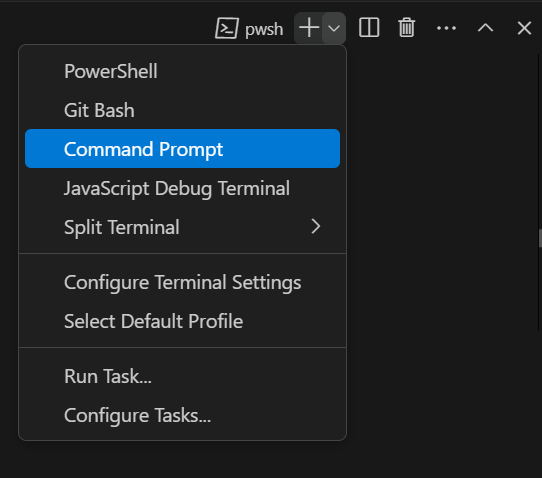 pwsh
PowerShell
Git Bash
Command Prompt
JavaScript Debug Terminal
Split Terminal
Configure Terminal Settings
Select Default Profile
Run Task...
Configure Tasks...